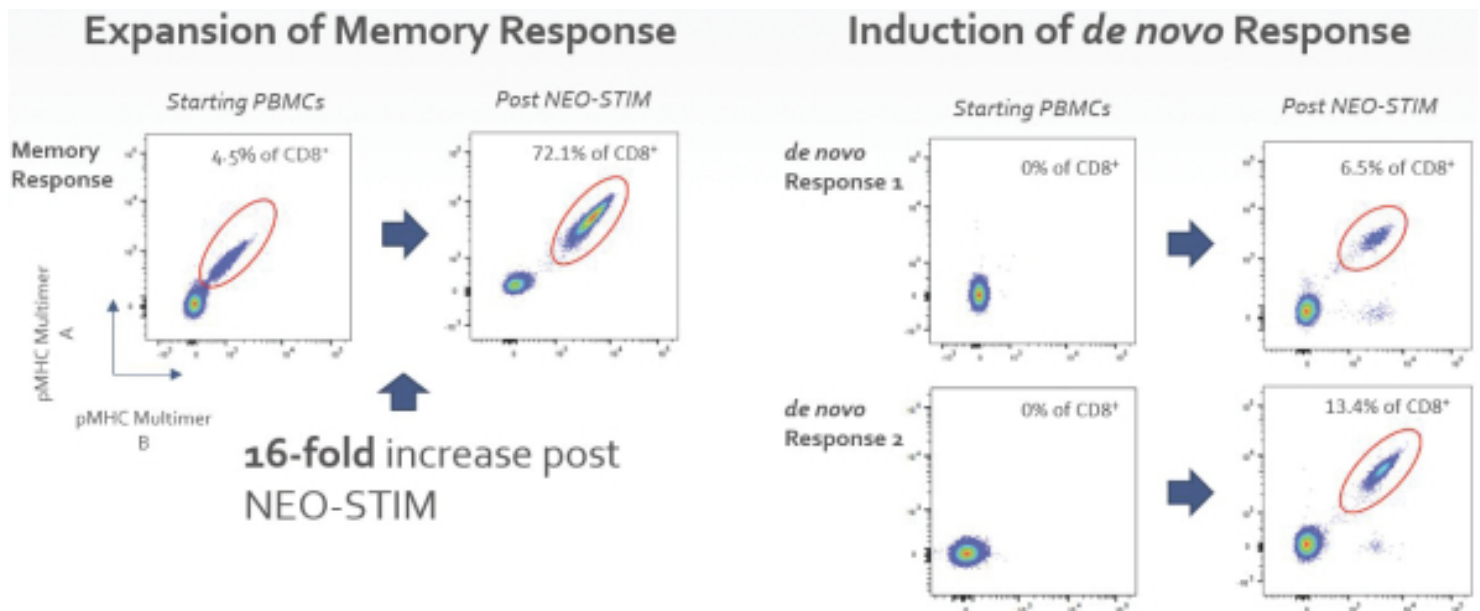 Expansion of Memory Response
Starting PBMCs
Post NEO-STIM
Memory
Response
4.5% of CD8⁺
72.1% of CD8⁺
pMHC Multimer
A
pMHC Multimer
B
16-fold increase post
NEO-STIM
Induction of de novo Response
Starting PBMCs
Post NEO-STIM
de novo
Response 1
0% of CD8⁺
6.5% of CD8⁺
de novo
Response 2
0% of CD8⁺
13.4% of CD8⁺